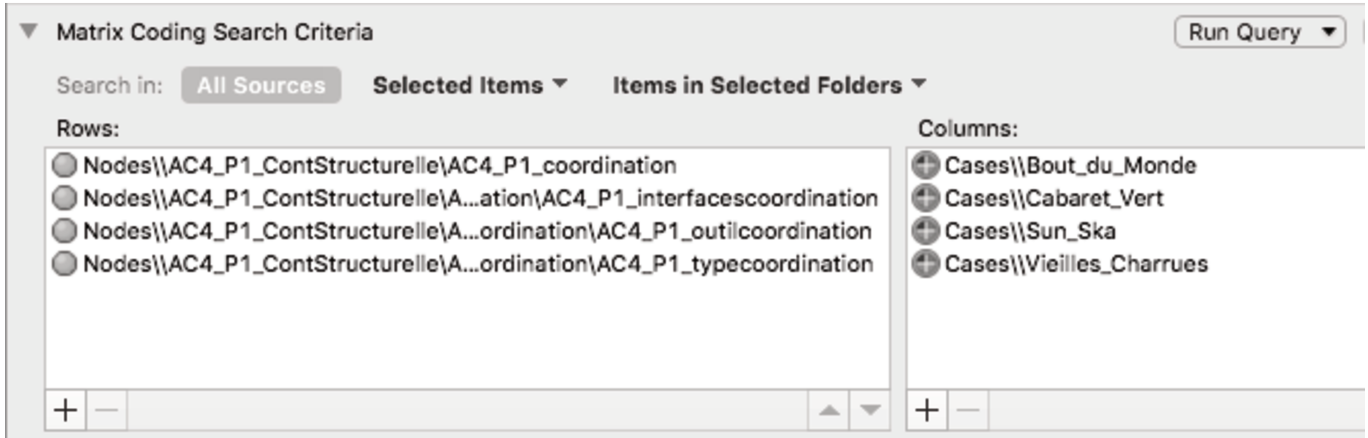 Matrix Coding Search Criteria
Run Query
Search in: All Sources Selected Items Items in Selected Folders
Rows:
Nodes\\AC4_P1_ContStructurelle\AC4_P1_coordination
Nodes\\AC4_P1_ContStructurelle\A...ation\AC4_P1_interfacescoordination
Nodes\\AC4_P1_ContStructurelle\A...ordination\AC4_P1_outilcoordination
Nodes\\AC4_P1_ContStructurelle\A...ordination\AC4_P1_typecoordination
Columns:
Cases\\Bout_du_Monde
Cases\\Cabaret_Vert
Cases\\Sun_Ska
Cases\\Vieilles_Charrues